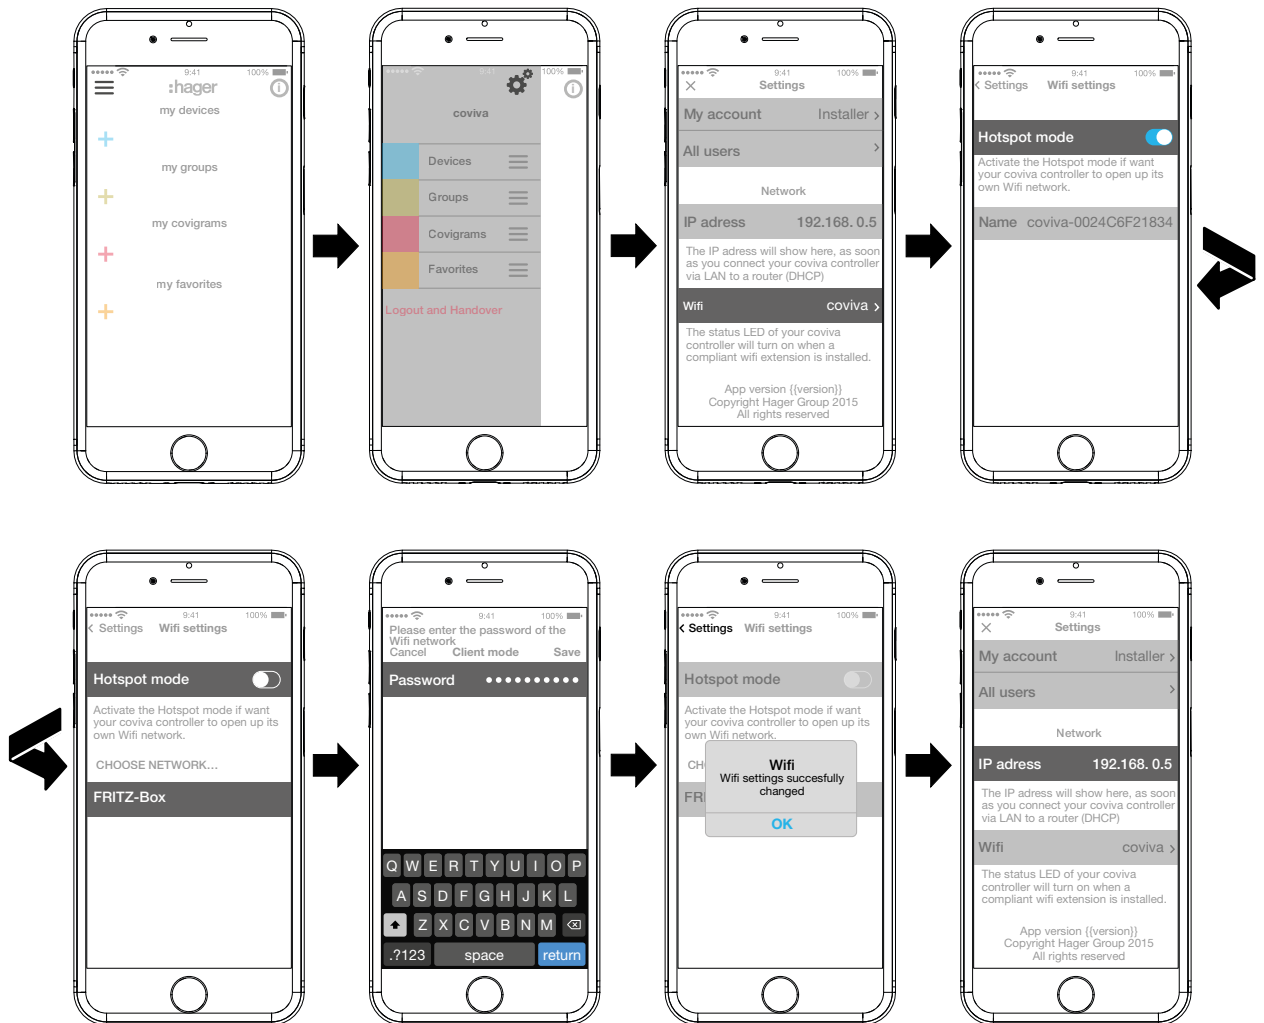 9:41 100%
:hager
my devices
my groups
my covigrams
my favorites
9:41 100%
coviva
Devices
Groups
Covigrams
Favorites
Logout and Handover
9:41 100%
Settings
My account Installer >
All users >
Network
IP adress 192.168. 0.5
The IP adress will show here, as soon
as you connect your coviva controller
via LAN to a router (DHCP)
Wifi coviva >
The status LED of your coviva
controller will turn on when a
compliant wifi extension is installed.
App version {{version}}
Copyright Hager Group 2015
All rights reserved
9:41 100%
< Settings Wifi settings
Hotspot mode
Activate the Hotspot mode if want
your coviva controller to open up its
own Wifi network.
Name coviva-0024C6F21834
9:41 100%
< Settings Wifi settings
Hotspot mode
Activate the Hotspot mode if want
your coviva controller to open up its
own Wifi network.
CHOOSE NETWORK...
FRITZ-Box
9:41 100%
Please enter the password of the
Wifi network
Cancel Client mode Save
Password ●●●●●●●●●●
Q W E R T Y U I O P
A S D F G H J K L
Z X C V B N M
.?123 space return
9:41 100%
< Settings Wifi settings
Hotspot mode
Activate the Hotspot mode if want
your coviva controller to open up its
own Wifi network.
CH
FR
Wifi
Wifi settings succesfully
changed
OK
9:41 100%
Settings
My account Installer >
All users >
Network
IP adress 192.168. 0.5
The IP adress will show here, as soon
as you connect your coviva controller
via LAN to a router (DHCP)
Wifi coviva >
The status LED of your coviva
controller will turn on when a
compliant wifi extension is installed.
App version {{version}}
Copyright Hager Group 2015
All rights reserved